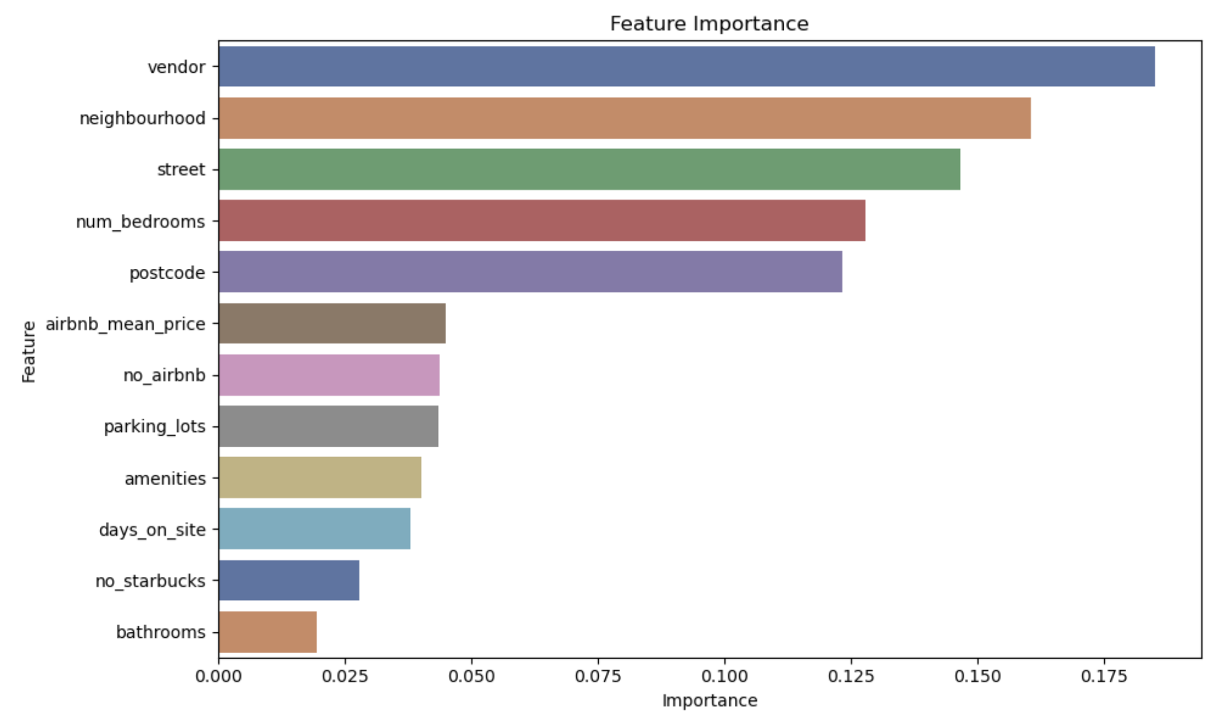 Feature Importance
vendor
neighbourhood
street
num_bedrooms
postcode
airbnb_mean_price
no_airbnb
parking_lots
amenities
days_on_site
no_starbucks
bathrooms
Feature
0.000 0.025 0.050 0.075 0.100 0.125 0.150 0.175
Importance